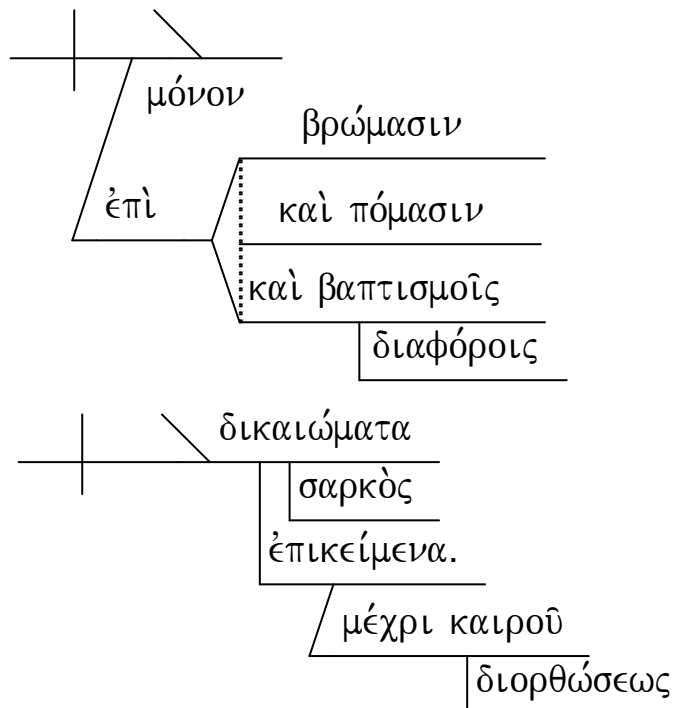 μόνον
βρώμασιν
ἐπὶ
καὶ πόμασιν
καὶ βαπτισμοῖς
διαφόροις
δικαιώματα
σαρκὸς
ἐπικείμενα.
μέχρι καιροῦ
διορθώσεως